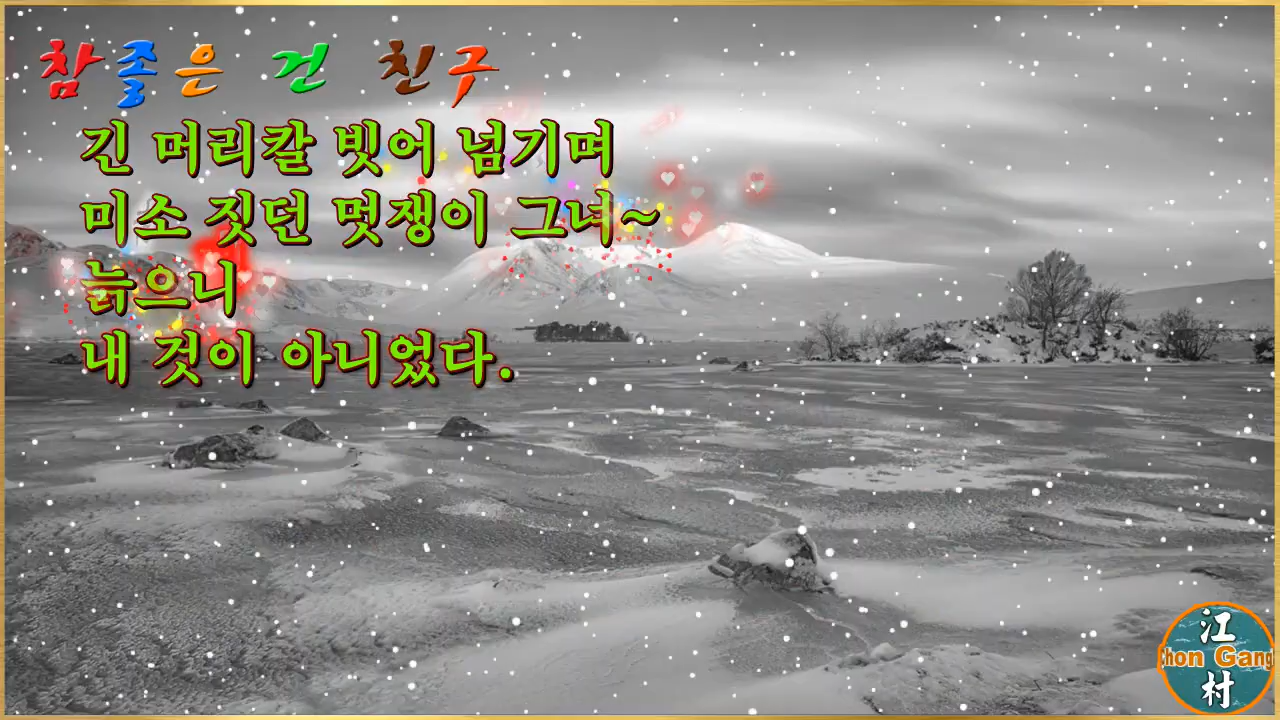 참좋은 건 친구
긴 머리칼 빗어 넘기며
미소 짓던 멋쟁이 그녀~
늙으니
내 것이 아니었다.
江
Chon Gang
村